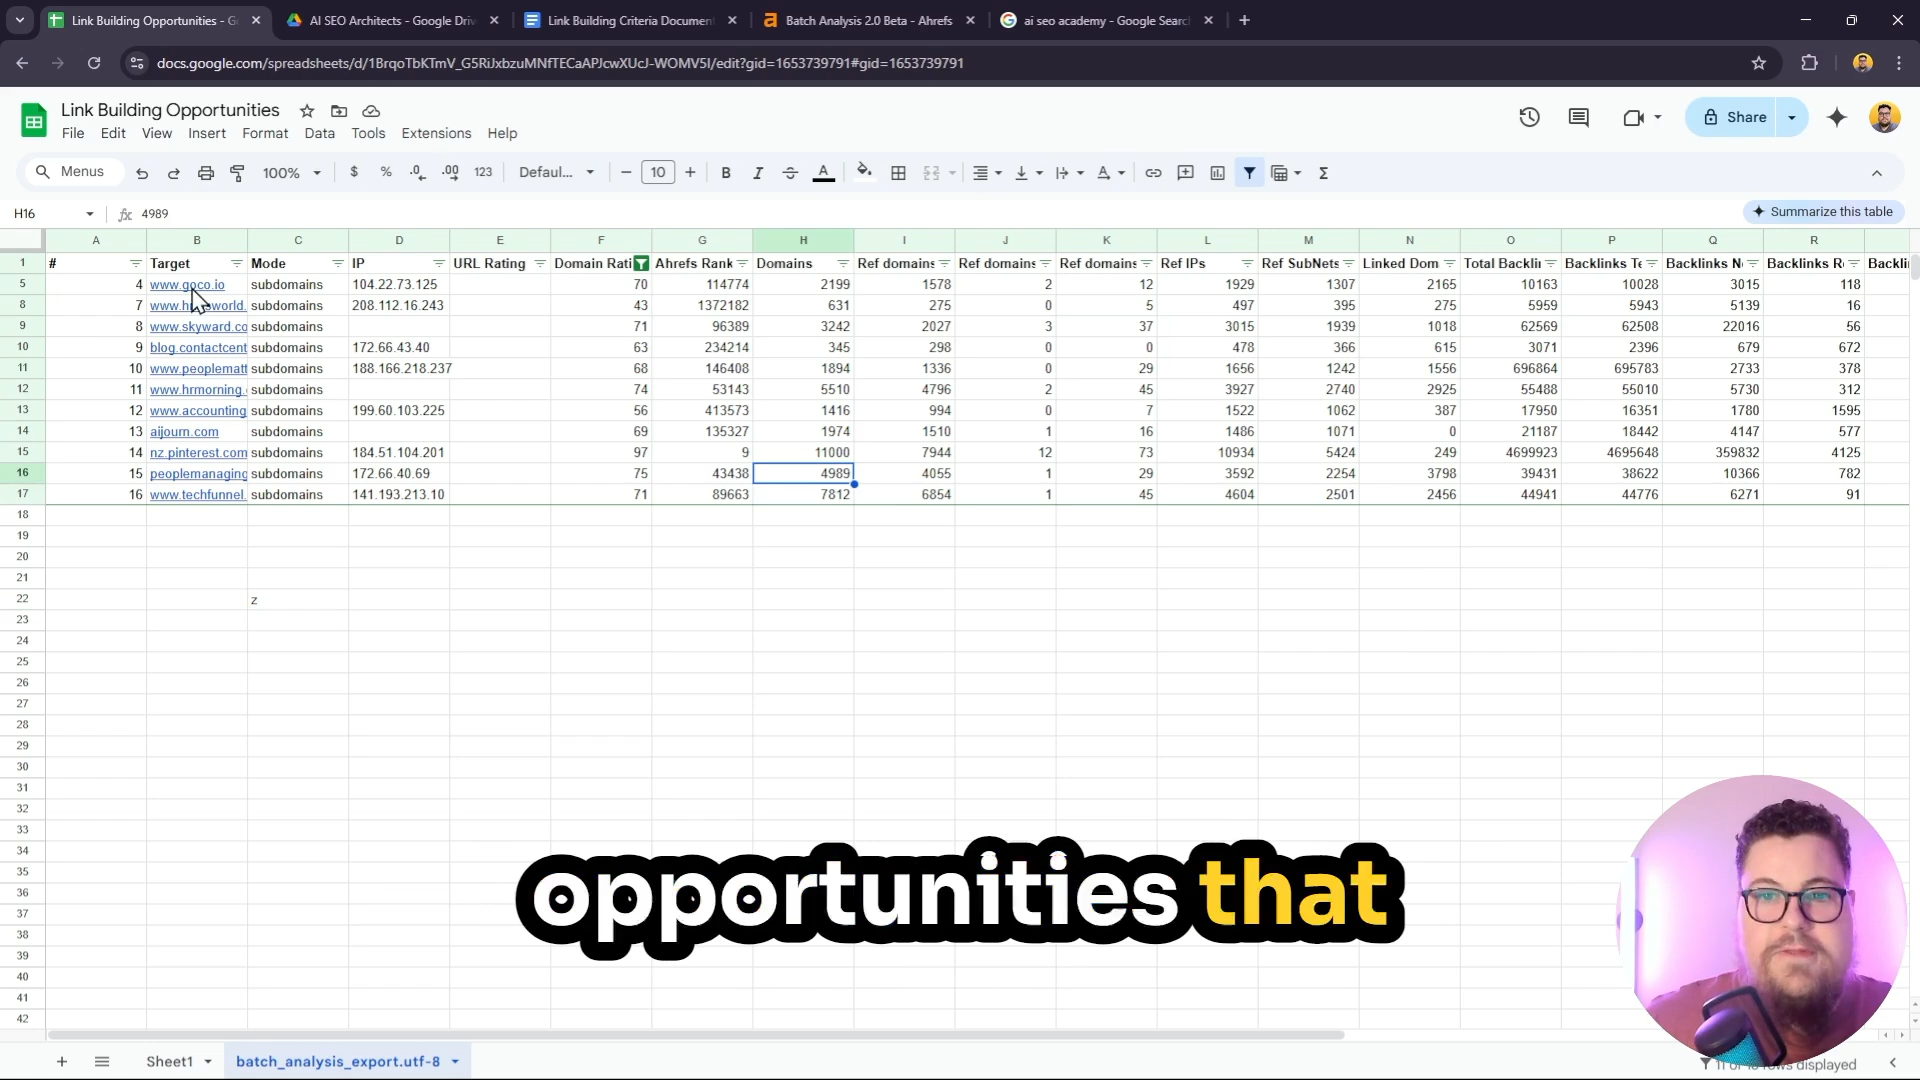 Link Building Opportunities - G
AI SEO Architects - Google Driv
Link Building Criteria Document
Batch Analysis 2.0 Beta - Ahrefs
ai seo academy - Google Search
docs.google.com/spreadsheets/d/1BrqoTbKTmV_G5RiJxbzuMNfTECaAPJcwXUcJ-WOMV5I/edit?gid=1653739791#gid=1653739791
Link Building Opportunities
File Edit View Insert Format Data Tools Extensions Help
Share
Menus 100% $ % .0 .00 123 Defaul... 10 B I A
H16 fx 4989
Summarize this table
A B C D E F G H I J K L M N O P Q R
1 # Target Mode IP URL Rating Domain Rati Ahrefs Rank Domains Ref domains Ref domains Ref domains Ref IPs Ref SubNets Linked Dom Total Backli Backlinks Te Backlinks N Backlinks R Backli
5 4 www.goco.io subdomains 104.22.73.125 70 114774 2199 1578 2 12 1929 1307 2165 10163 10028 3015 118
8 7 subdomains 208.112.16.243 43 1372182 631 275 0 5 497 395 275 5959 5943 5139 16
9 8 www.skyward.co subdomains 71 96389 3242 2027 3 37 3015 1939 1018 62569 62508 22016 56
10 9 blog.contactcent subdomains 172.66.43.40 63 234214 345 298 0 0 478 366 615 3071 2396 679 672
11 10 www.peoplematt subdomains 188.166.218.237 68 146408 1894 1336 0 29 1656 1242 1556 696864 695783 2733 378
12 11 www.hrmorning. subdomains 74 53143 5510 4796 2 45 3927 2740 2925 55488 55010 5730 312
13 12 www.accounting subdomains 199.60.103.225 56 413573 1416 994 0 7 1522 1062 387 17950 16351 1780 1595
14 13 aijourn.com subdomains 69 135327 1974 1510 1 16 1486 1071 0 21187 18442 4147 577
15 14 nz.pinterest.com subdomains 184.51.104.201 97 9 11000 7944 12 73 10934 5424 249 4699923 4695648 359832 4125
16 15 peoplemanaging subdomains 172.66.40.69 75 43438 4989 4055 1 29 3592 2254 3798 39431 38622 10366 782
17 16 www.techfunnel. subdomains 141.193.213.10 71 89663 7812 6854 1 45 4604 2501 2456 44941 44776 6271 91
18
19
20
21
22 z
23
24
25
26
27
28
29
30
31
32
33
34
35
36
37
38
39
40
41
42
opportunities that
Sheet1
batch_analysis_export.utf-8
rows displayed